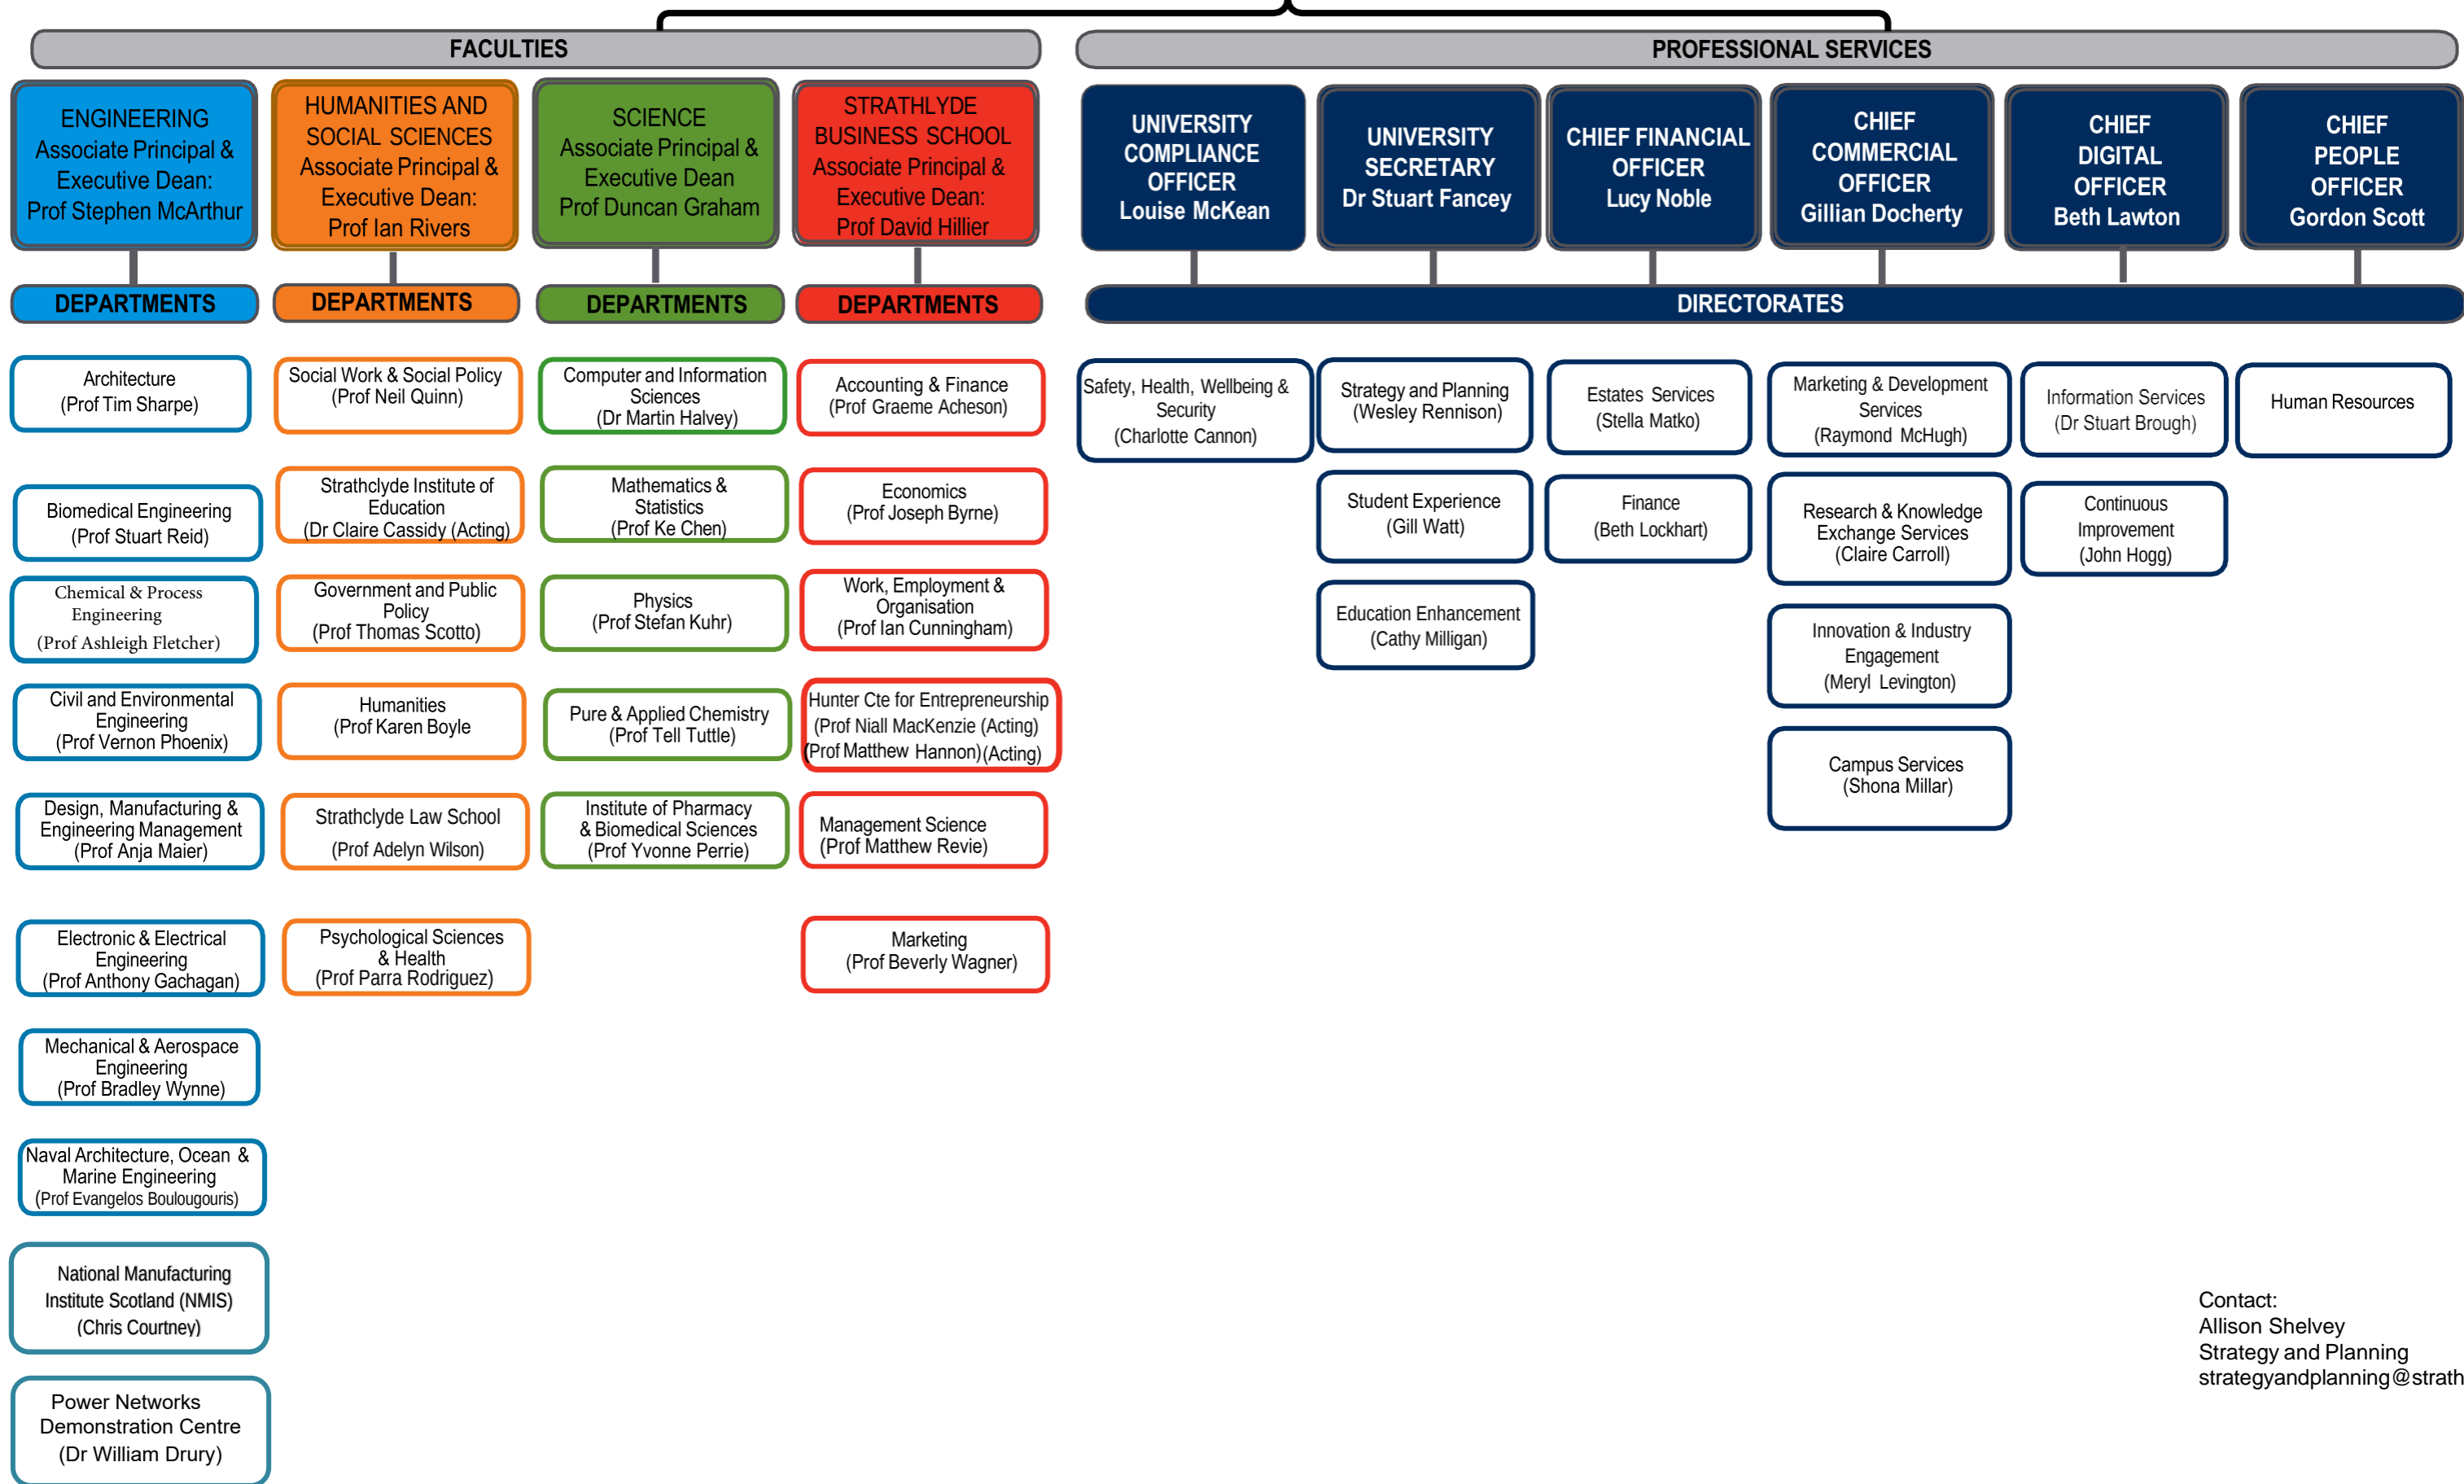 FACULTIES
PROFESSIONAL SERVICES
ENGINEERING
Associate Principal &
Executive Dean:
Prof Stephen McArthur
HUMANITIES AND
SOCIAL SCIENCES
Associate Principal &
Executive Dean:
Prof Ian Rivers
SCIENCE
Associate Principal &
Executive Dean
Prof Duncan Graham
STRATHLYDE
BUSINESS SCHOOL
Associate Principal &
Executive Dean:
Prof David Hillier
UNIVERSITY
COMPLIANCE
OFFICER
Louise McKean
UNIVERSITY
SECRETARY
Dr Stuart Fancey
CHIEF FINANCIAL
OFFICER
Lucy Noble
CHIEF
COMMERCIAL
OFFICER
Gillian Docherty
CHIEF
DIGITAL
OFFICER
Beth Lawton
CHIEF
PEOPLE
OFFICER
Gordon Scott
DEPARTMENTS
DEPARTMENTS
DEPARTMENTS
DEPARTMENTS
DIRECTORATES
Architecture
(Prof Tim Sharpe)
Biomedical Engineering
(Prof Stuart Reid)
Chemical & Process
Engineering
(Prof Ashleigh Fletcher)
Civil and Environmental
Engineering
(Prof Vernon Phoenix)
Design, Manufacturing &
Engineering Management
(Prof Anja Maier)
Electronic & Electrical
Engineering
(Prof Anthony Gachagan)
Mechanical & Aerospace
Engineering
(Prof Bradley Wynne)
Naval Architecture, Ocean &
Marine Engineering
(Prof Evangelos Boulougouris)
National Manufacturing
Institute Scotland (NMIS)
(Chris Courtney)
Power Networks
Demonstration Centre
(Dr William Drury)
Social Work & Social Policy
(Prof Neil Quinn)
Strathclyde Institute of
Education
(Dr Claire Cassidy (Acting)
Government and Public
Policy
(Prof Thomas Scotto)
Humanities
(Prof Karen Boyle
Strathclyde Law School
(Prof Adelyn Wilson)
Psychological Sciences
& Health
(Prof Parra Rodriguez)
Computer and Information
Sciences
(Dr Martin Halvey)
Mathematics &
Statistics
(Prof Ke Chen)
Physics
(Prof Stefan Kuhr)
Pure & Applied Chemistry
(Prof Tell Tuttle)
Institute of Pharmacy
& Biomedical Sciences
(Prof Yvonne Perrie)
Accounting & Finance
(Prof Graeme Acheson)
Economics
(Prof Joseph Byrne)
Work, Employment &
Organisation
(Prof Ian Cunningham)
Hunter Cte for Entrepreneurship
(Prof Niall MacKenzie (Acting)
(Prof Matthew Hannon)(Acting)
Management Science
(Prof Matthew Revie)
Marketing
(Prof Beverly Wagner)
Safety, Health, Wellbeing &
Security
(Charlotte Cannon)
Strategy and Planning
(Wesley Rennison)
Student Experience
(Gill Watt)
Education Enhancement
(Cathy Milligan)
Estates Services
(Stella Matko)
Finance
(Beth Lockhart)
Marketing & Development
Services
(Raymond McHugh)
Research & Knowledge
Exchange Services
(Claire Carroll)
Innovation & Industry
Engagement
(Meryl Levington)
Campus Services
(Shona Millar)
Information Services
(Dr Stuart Brough)
Continuous
Improvement
(John Hogg)
Human Resources
Contact:
Allison Shelvey
Strategy and Planning
strategyandplanning@strath